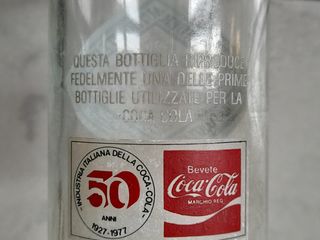 QUESTA BOTTIGLIA RIPRODUCE
FEDELMENTE UNA DELLE PRIME
BOTTIGLIE UTILIZZATE PER LA
COCA COLA
INDUSTRIA ITALIANA DELLA COCA-COLA
50
ANNI
1927-1977
Bevete
Coca-Cola
MARCHIO REG.